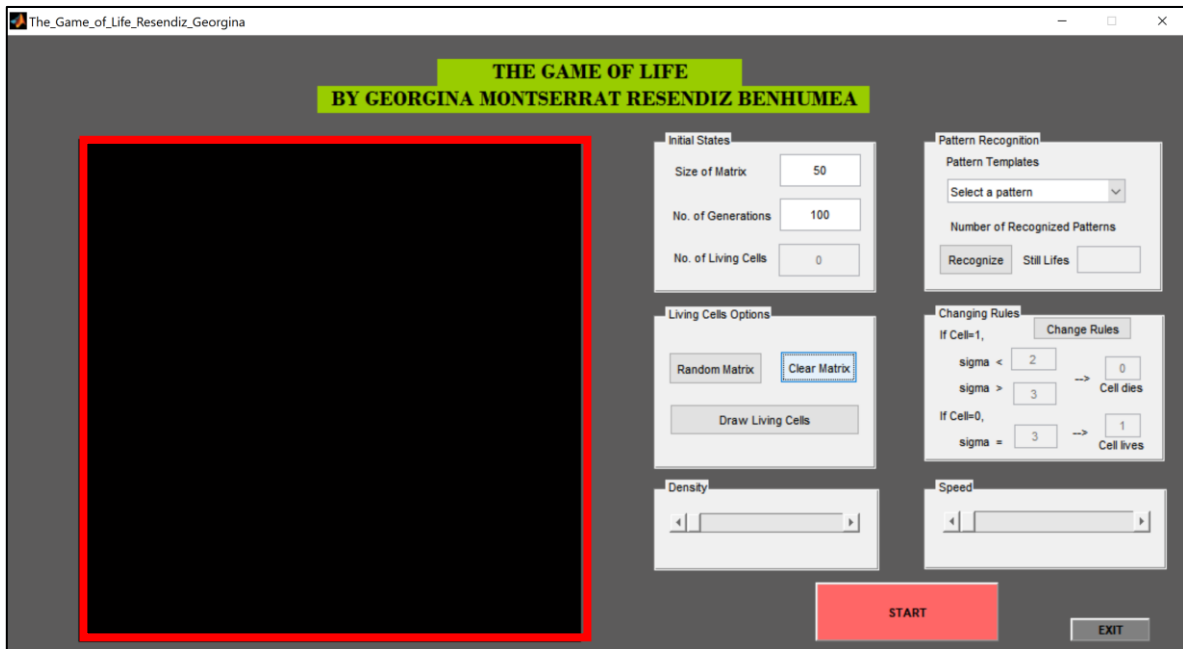 The_Game_of_Life_Resendiz_Georgina
THE GAME OF LIFE
BY GEORGINA MONTSERRAT RESENDIZ BENHUMEA
Initial States
Size of Matrix 50
No. of Generations 100
No. of Living Cells 0
Living Cells Options
Random Matrix Clear Matrix
Draw Living Cells
Density
Pattern Recognition
Pattern Templates
Select a pattern
Number of Recognized Patterns
Recognize Still Lifes
Changing Rules
If Cell=1, Change Rules
sigma < 2
--> 0
sigma > 3 Cell dies
If Cell=0,
sigma = 3 --> 1
Cell lives
Speed
START
EXIT